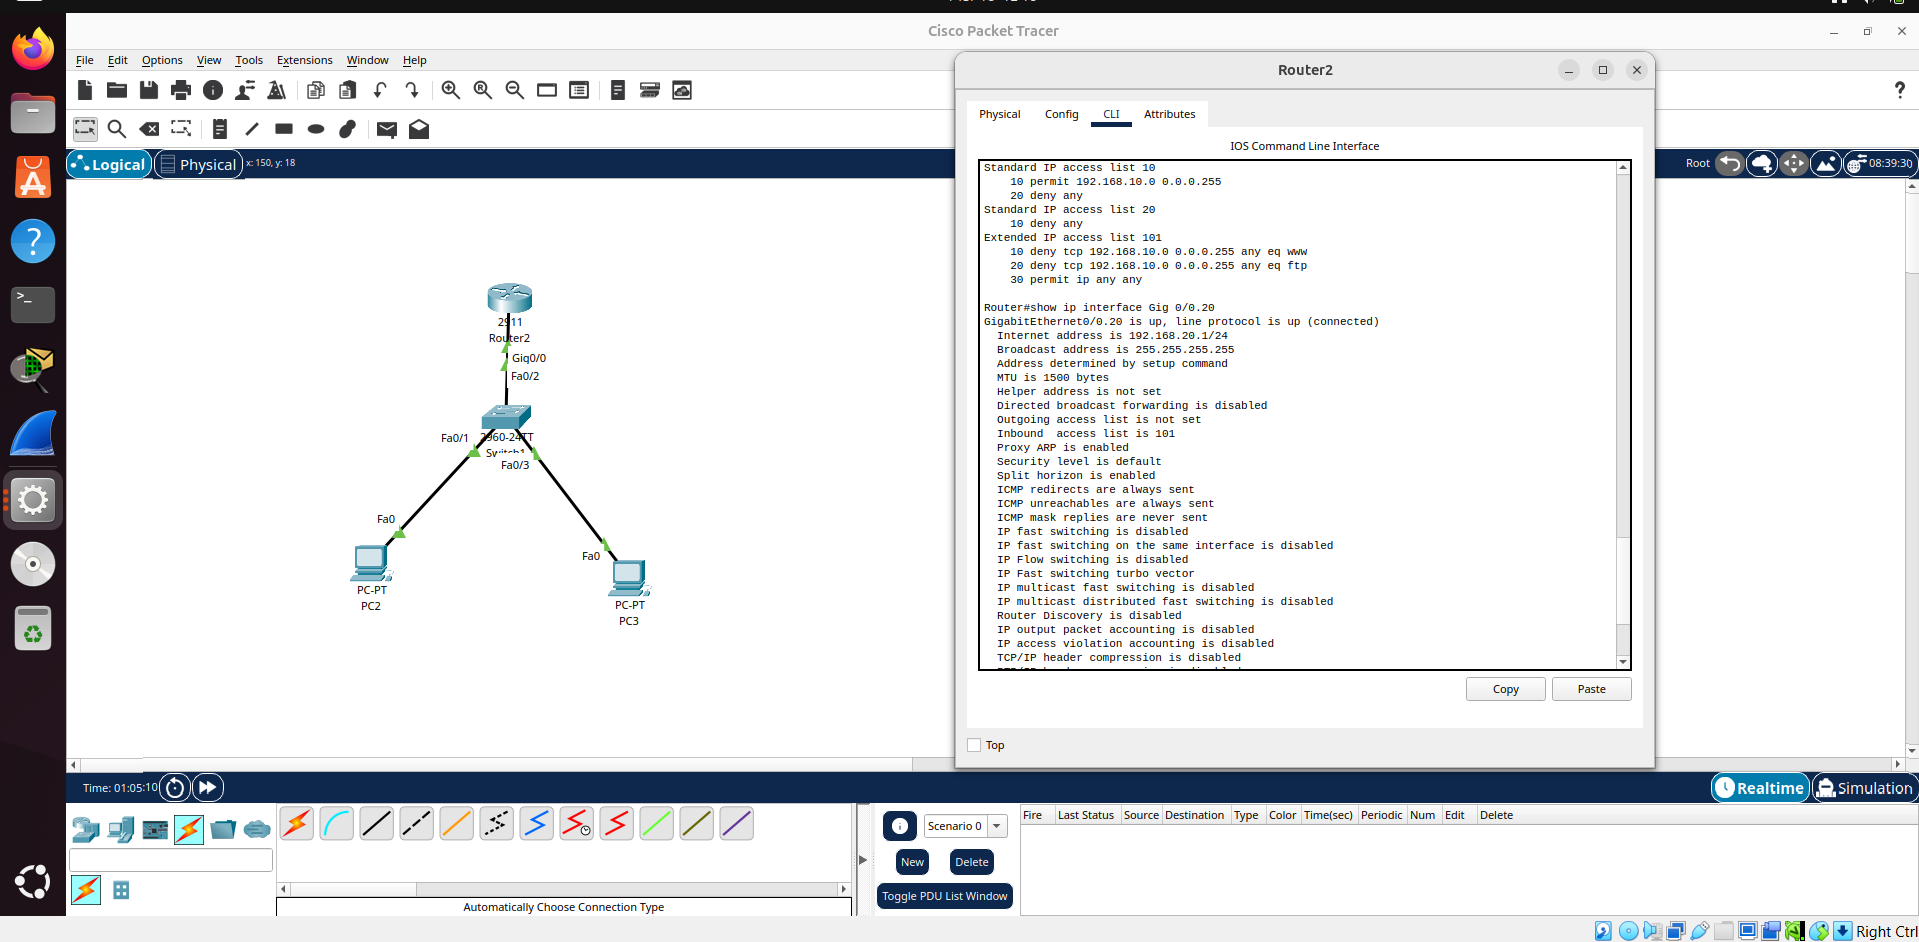 Cisco Packet Tracer
File Edit Options View Tools Extensions Window Help
Logical Physical x: 150, y: 18
Root 08:39:30
2911
Router2
Gig0/0
Fa0/2
Fa0/1 2960-24TT
Switch1
Fa0/3
Fa0
Fa0
PC-PT
PC2
PC-PT
PC3
Router2
Physical Config CLI Attributes
IOS Command Line Interface
Standard IP access list 10
10 permit 192.168.10.0 0.0.0.255
20 deny any
Standard IP access list 20
10 deny any
Extended IP access list 101
10 deny tcp 192.168.10.0 0.0.0.255 any eq www
20 deny tcp 192.168.10.0 0.0.0.255 any eq ftp
30 permit ip any any
Router#show ip interface Gig 0/0.20
GigabitEthernet0/0.20 is up, line protocol is up (connected)
Internet address is 192.168.20.1/24
Broadcast address is 255.255.255.255
Address determined by setup command
MTU is 1500 bytes
Helper address is not set
Directed broadcast forwarding is disabled
Outgoing access list is not set
Inbound  access list is 101
Proxy ARP is enabled
Security level is default
Split horizon is enabled
ICMP redirects are always sent
ICMP unreachables are always sent
ICMP mask replies are never sent
IP fast switching is disabled
IP fast switching on the same interface is disabled
IP Flow switching is disabled
IP Fast switching turbo vector
IP multicast fast switching is disabled
IP multicast distributed fast switching is disabled
Router Discovery is disabled
IP output packet accounting is disabled
IP access violation accounting is disabled
TCP/IP header compression is disabled
Copy Paste
Top
Time: 01:05:10
Realtime Simulation
Scenario 0
New Delete
Toggle PDU List Window
Fire Last Status Source Destination Type Color Time(sec) Periodic Num Edit Delete
Automatically Choose Connection Type
Right Ctrl